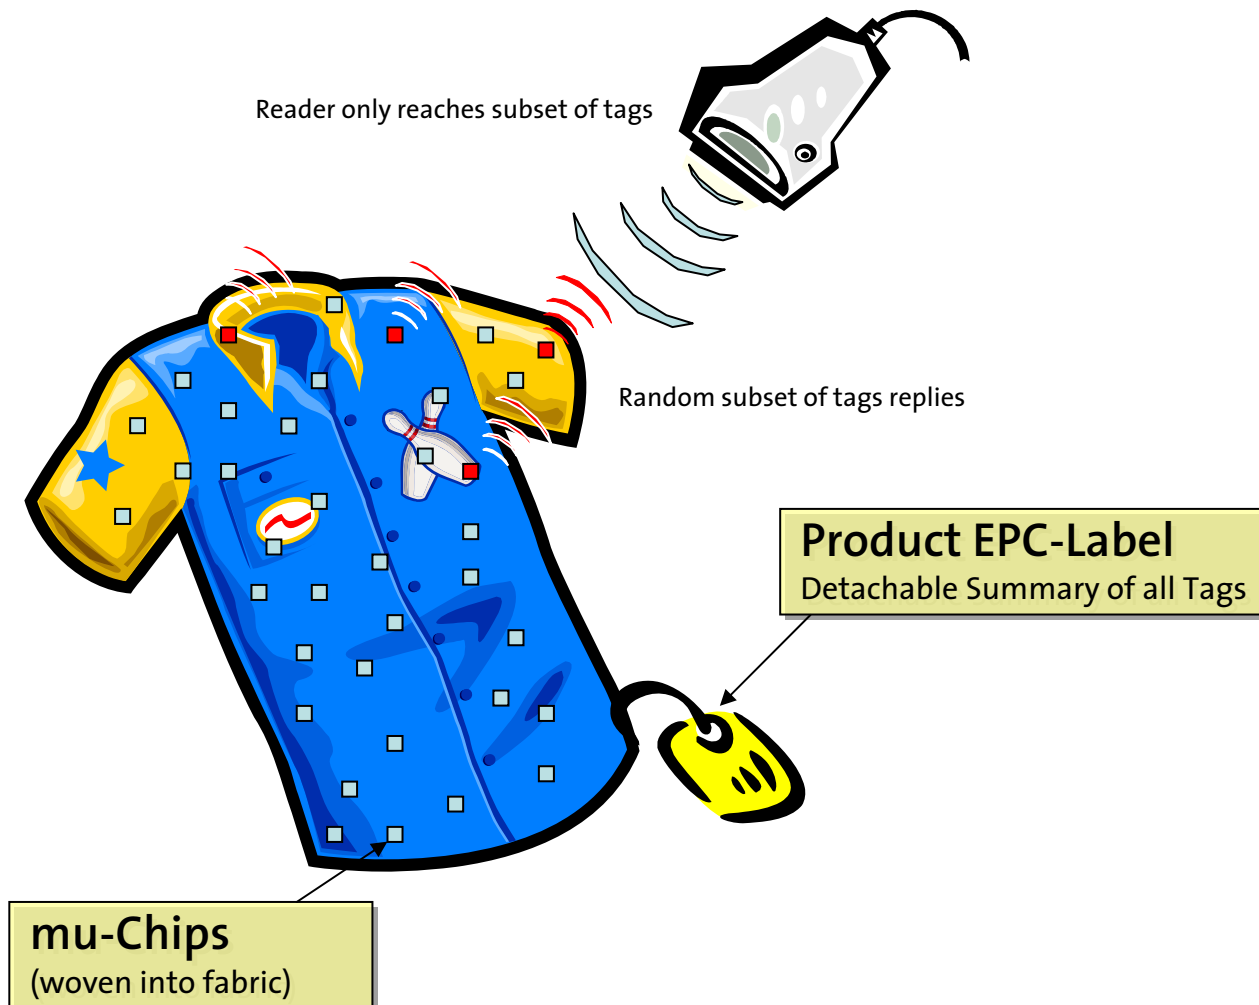 Reader only reaches subset of tags
Random subset of tags replies
Product EPC-Label
Detachable Summary of all Tags
mu-Chips
(woven into fabric)